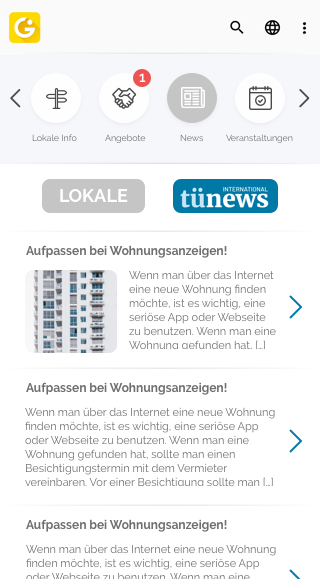 G
1
Lokale Info
Angebote
News
Veranstaltungen
LOKALE
INTERNATIONAL
tünews
Aufpassen bei Wohnungsanzeigen!
Wenn man über das Internet
eine neue Wohnung finden
möchte, ist es wichtig, eine
seriöse App oder Webseite
zu benutzen. Wenn man eine
Wohnung gefunden hat, [...]
Aufpassen bei Wohnungsanzeigen!
Wenn man über das Internet eine neue Wohnung
finden möchte, ist es wichtig, eine seriöse App
oder Webseite zu benutzen. Wenn man eine
Wohnung gefunden hat, sollte man einen
Besichtigungstermin mit dem Vermieter
vereinbaren. Vor einer Besichtigung sollte man [...]
Aufpassen bei Wohnungsanzeigen!
Wenn man über das Internet eine neue Wohnung
finden möchte, ist es wichtig, eine seriöse App
oder Webseite zu benutzen. Wenn man eine